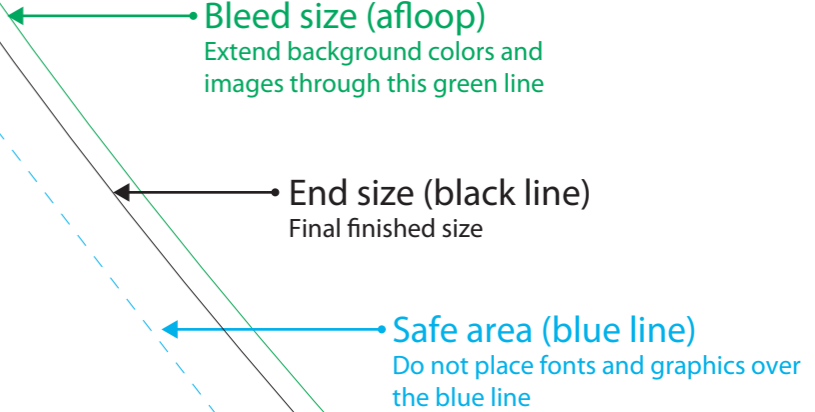 Bleed size (afloop)
Extend background colors and
images through this green line
End size (black line)
Final finished size
Safe area (blue line)
Do not place fonts and graphics over
the blue line